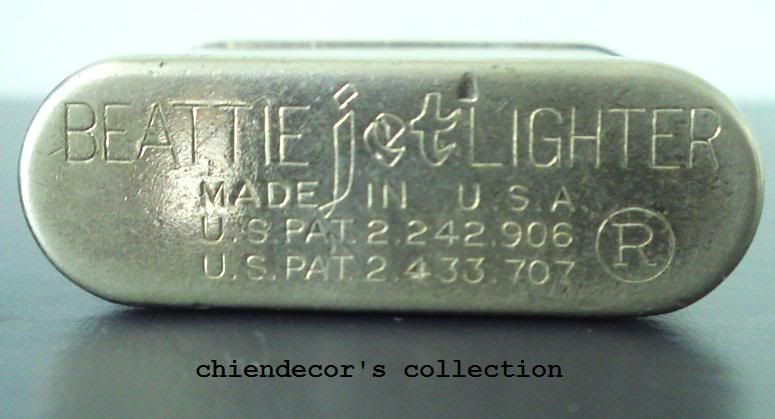 BEATTIE jet LIGHTER
MADE IN U.S.A.
U.S.PAT.2.242.906
U.S.PAT.2.433.707
R
chiendecor's collection